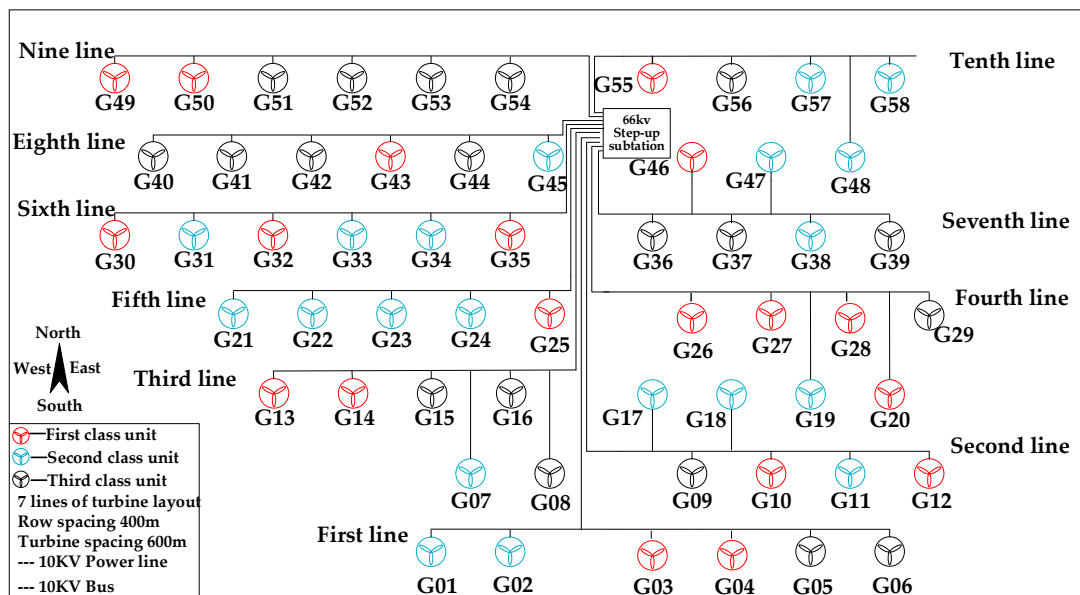 Nine line
G49 G50 G51 G52 G53 G54
G55 G56 G57 G58
Tenth line
66kv
Step-up
subtation
Eighth line
G40 G41 G42 G43 G44 G45
G46 G47 G48
Sixth line
G30 G31 G32 G33 G34 G35
G36 G37 G38 G39
Seventh line
Fifth line
G21 G22 G23 G24 G25
G26 G27 G28 G29
Fourth line
North
West East
South
Third line
G13 G14 G15 G16
G17 G18 G19 G20
G07 G08
G09 G10 G11 G12
Second line
First line
G01 G02 G03 G04 G05 G06
First class unit
Second class unit
Third class unit
7 lines of turbine layout
Row spacing 400m
Turbine spacing 600m
--- 10KV Power line
--- 10KV Bus